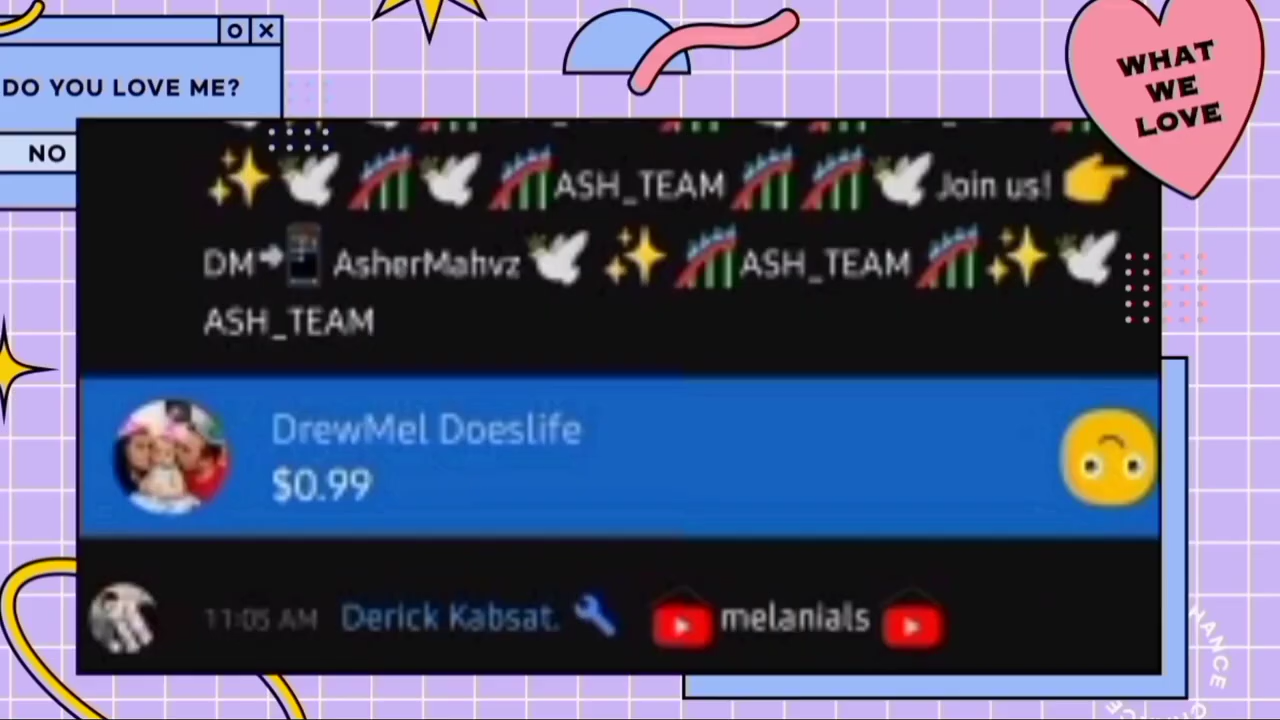 DO YOU LOVE ME?
NO
WHAT
WE
LOVE
ASH_TEAM Join us!
DM AsherMahvz ASH_TEAM
ASH_TEAM
DrewMel Doeslife
$0.99
11:05 AM Derick Kabsat. melanials